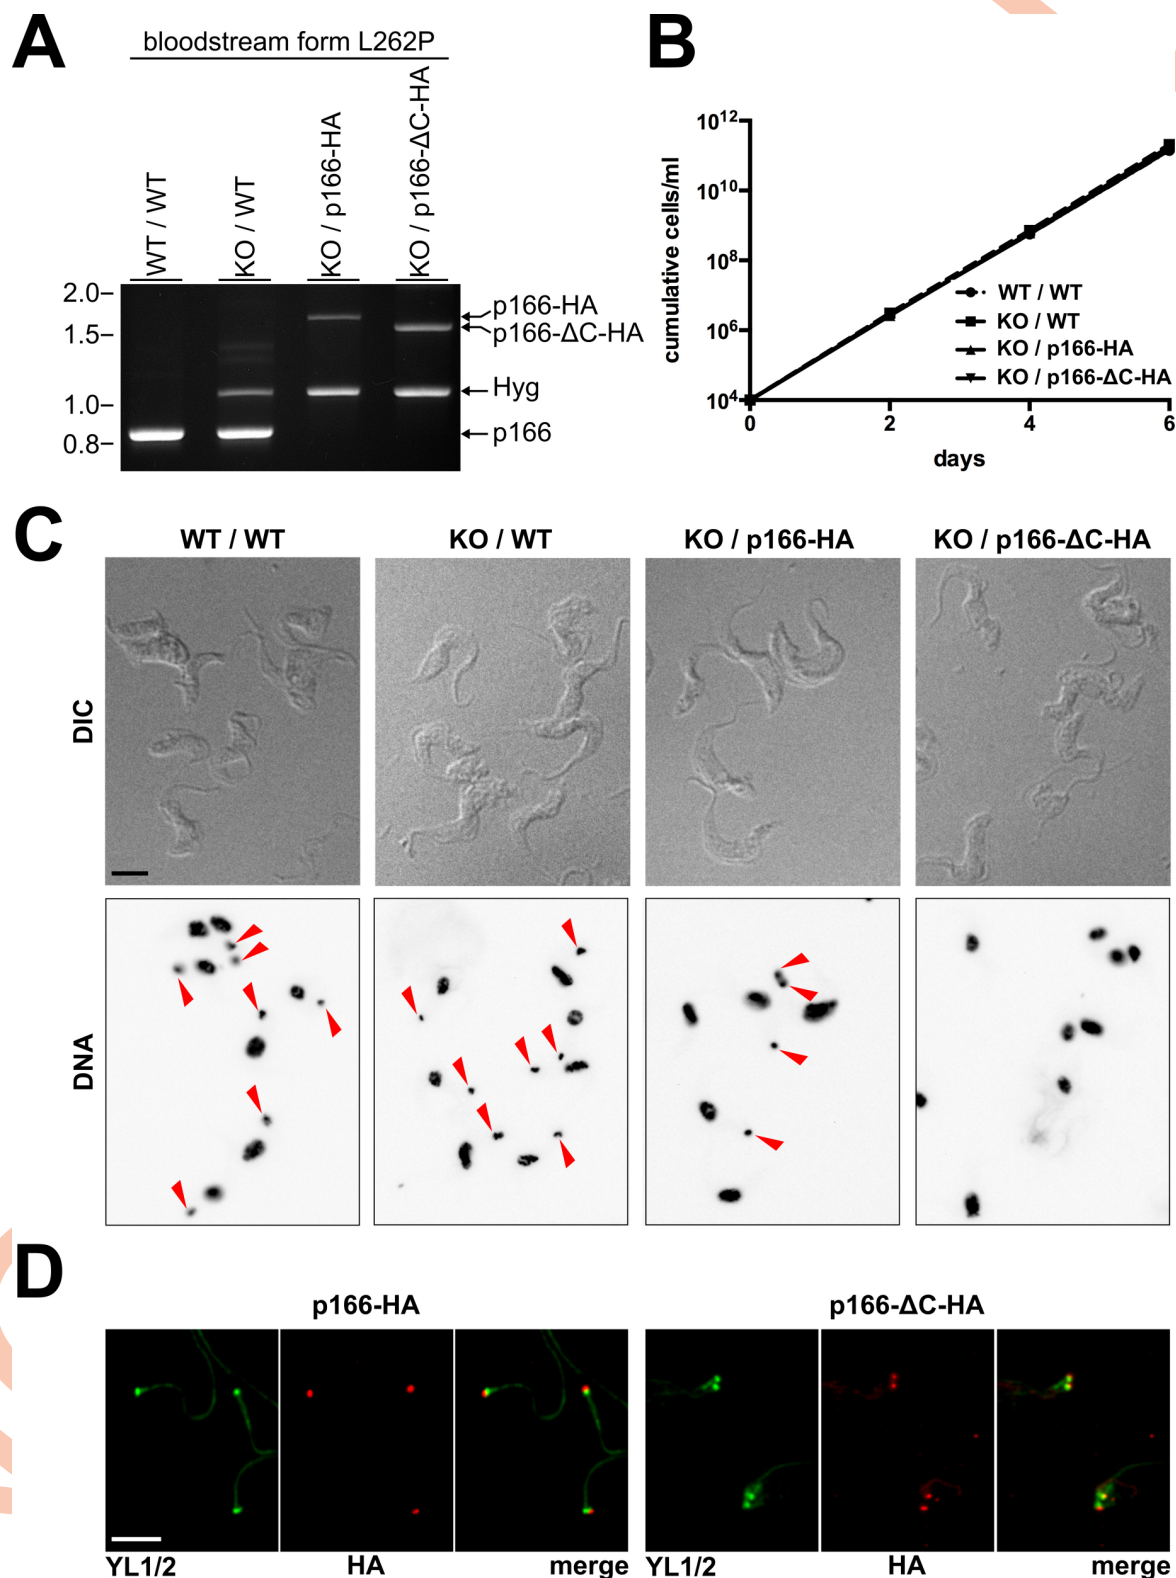 A
bloodstream form L262P
WT / WT
KO / WT
KO / p166-HA
KO / p166-ΔC-HA
2.0–
1.5–
1.0–
0.8–
p166-HA
p166-ΔC-HA
Hyg
p166
B
cumulative cells/ml
10¹²
10¹⁰
10⁸
10⁶
10⁴
0
2
4
6
days
WT / WT
KO / WT
KO / p166-HA
KO / p166-ΔC-HA
C
WT / WT
KO / WT
KO / p166-HA
KO / p166-ΔC-HA
DIC
DNA
D
p166-HA
p166-ΔC-HA
YL1/2
HA
merge
YL1/2
HA
merge